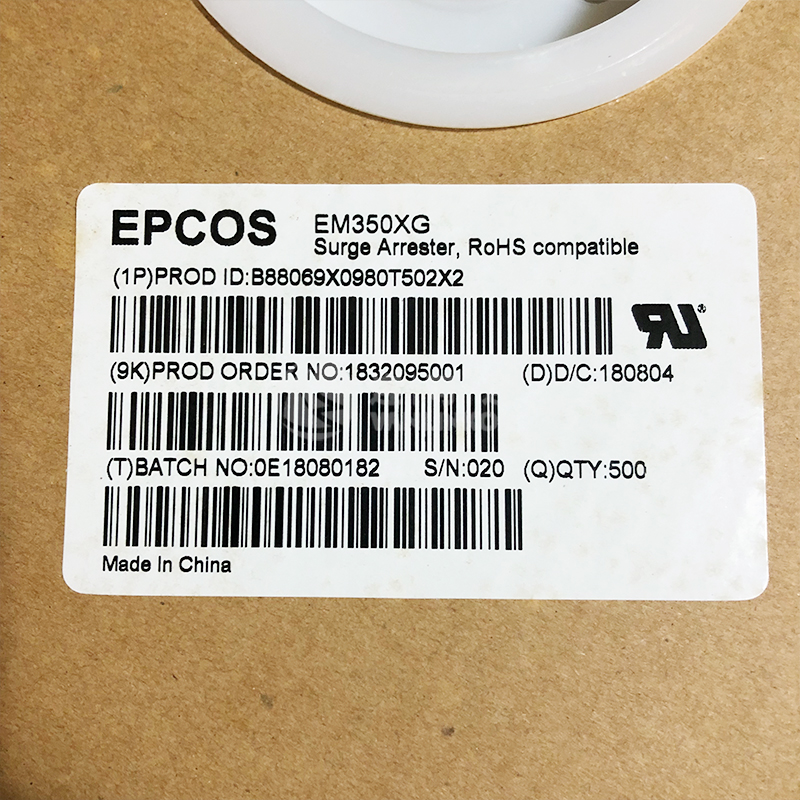 EPCOS EM350XG
Surge Arrester, RoHS compatible
(1P)PROD ID:B88069X0980T502X2
(9K)PROD ORDER NO:1832095001 (D)D/C:180804
(T)BATCH NO:0E18080182 S/N:020 (Q)QTY:500
Made In China